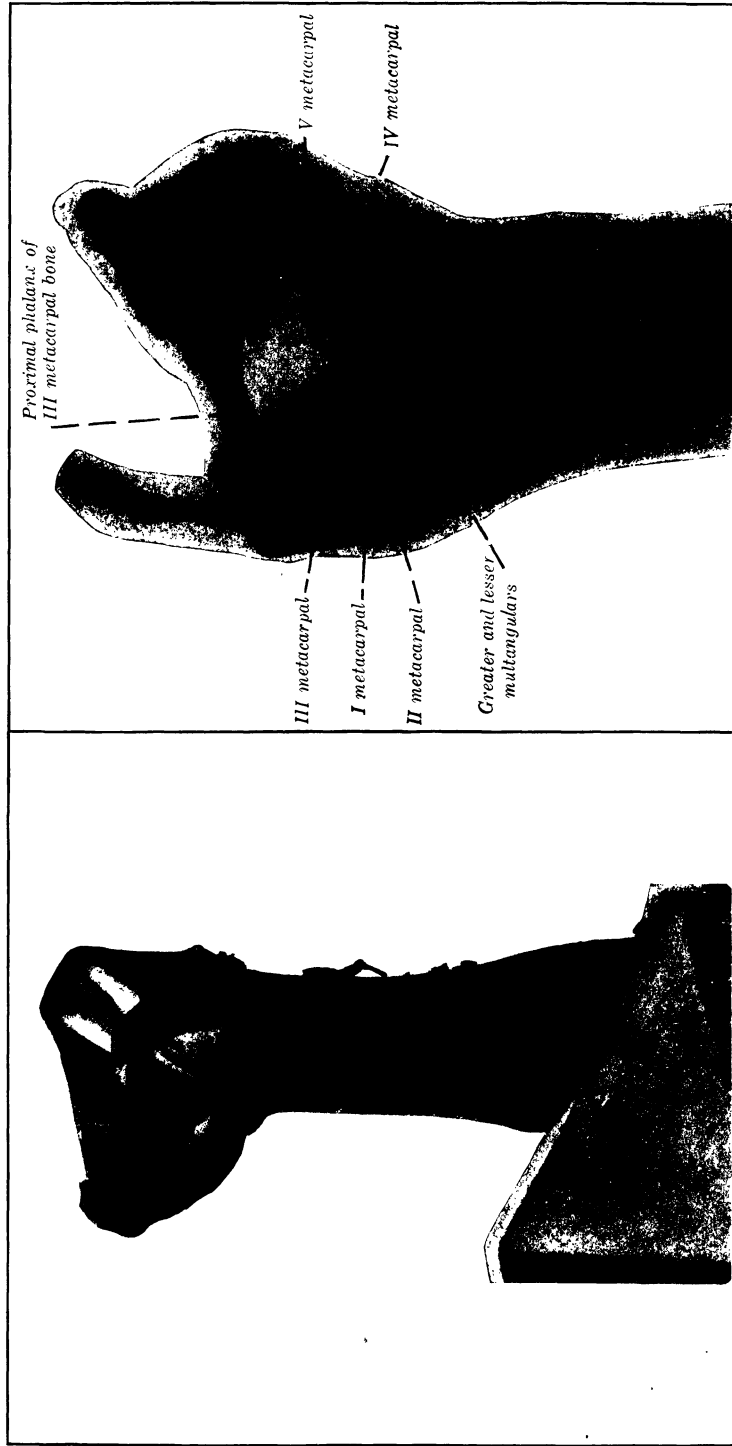 Proximal phalanx of
III metacarpal bone
V metacarpal
IV metacarpal
III metacarpal
I metacarpal
II metacarpal
Greater and lesser
multangulars